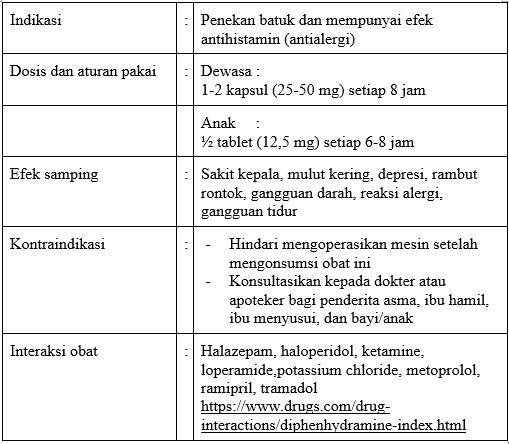 Indikasi : Penekan batuk dan mempunyai efek
antihistamin (antialergi)
Dosis dan aturan pakai : Dewasa :
1-2 kapsul (25-50 mg) setiap 8 jam
Anak :
½ tablet (12,5 mg) setiap 6-8 jam
Efek samping : Sakit kepala, mulut kering, depresi, rambut
rontok, gangguan darah, reaksi alergi,
gangguan tidur
Kontraindikasi : - Hindari mengoperasikan mesin setelah
mengonsumsi obat ini
- Konsultasikan kepada dokter atau
apoteker bagi penderita asma, ibu hamil,
ibu menyusui, dan bayi/anak
Interaksi obat : Halazepam, haloperidol, ketamine,
loperamide,potassium chloride, metoprolol,
ramipril, tramadol
https://www.drugs.com/drug-
interactions/diphenhydramine-index.html